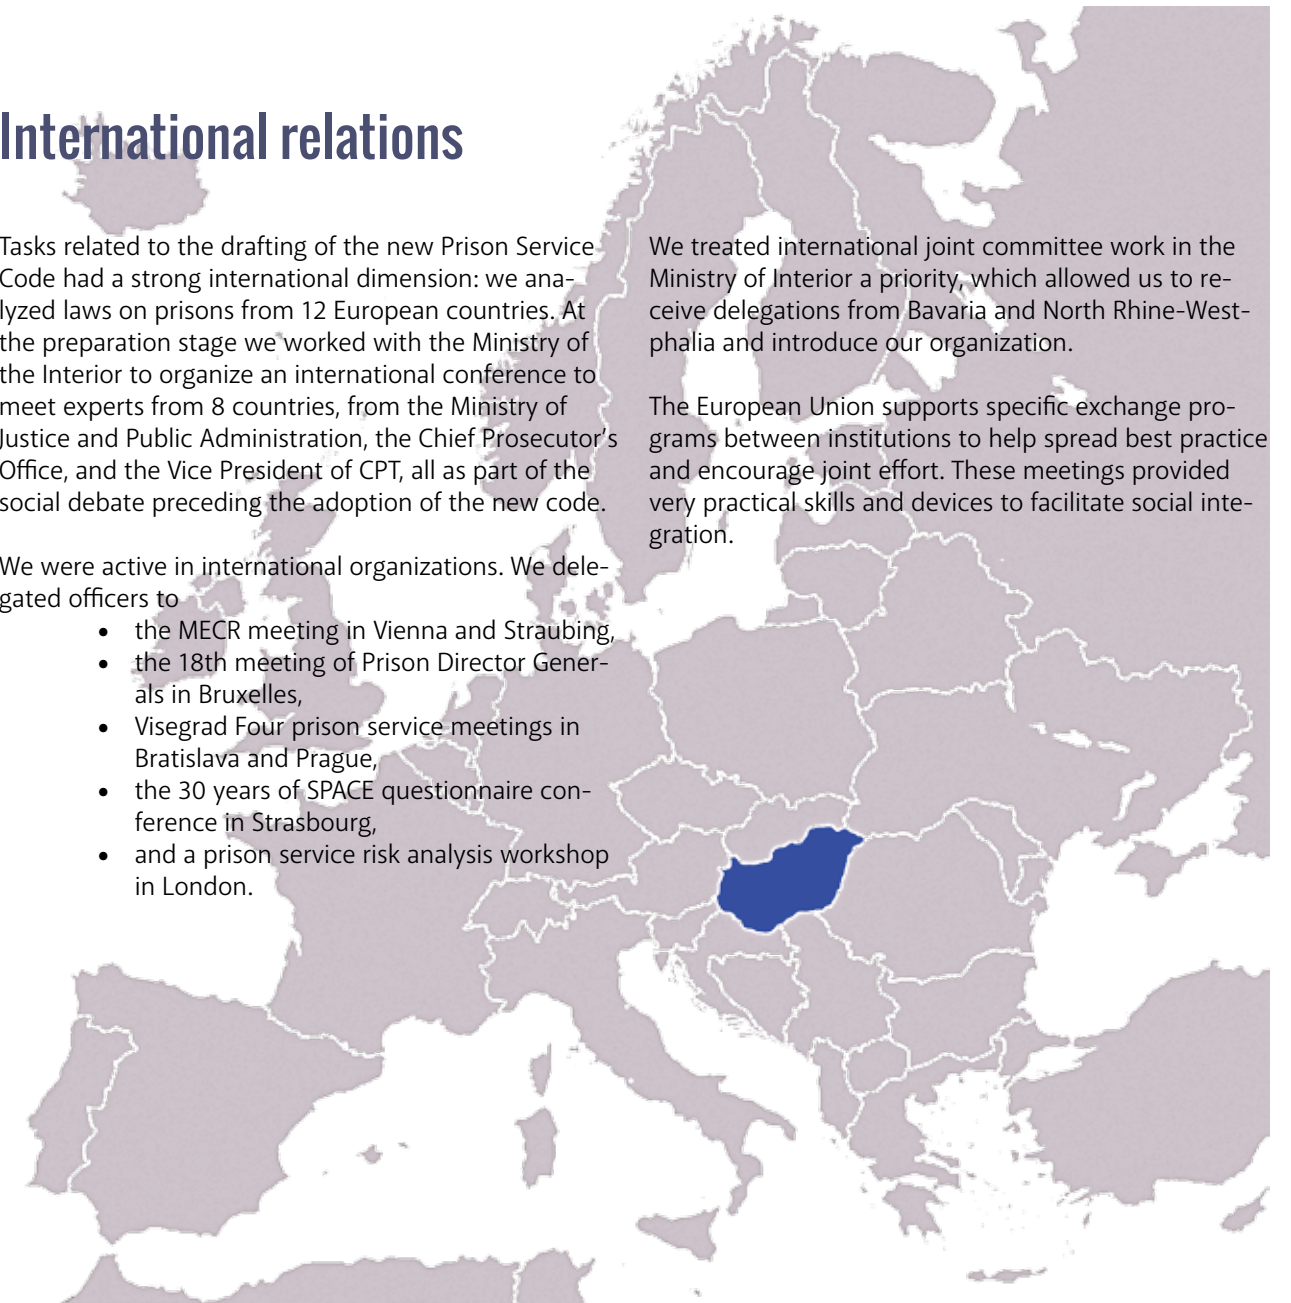 International relations
Tasks related to the drafting of the new Prison Service
Code had a strong international dimension: we ana-
lyzed laws on prisons from 12 European countries. At
the preparation stage we worked with the Ministry of
the Interior to organize an international conference to
meet experts from 8 countries, from the Ministry of
Justice and Public Administration, the Chief Prosecutor's
Office, and the Vice President of CPT, all as part of the
social debate preceding the adoption of the new code.
We were active in international organizations. We dele-
gated officers to
• the MECR meeting in Vienna and Straubing,
• the 18th meeting of Prison Director Gener-
als in Bruxelles,
• Visegrad Four prison service meetings in
Bratislava and Prague,
• the 30 years of SPACE questionnaire con-
ference in Strasbourg,
• and a prison service risk analysis workshop
in London.
We treated international joint committee work in the
Ministry of Interior a priority, which allowed us to re-
ceive delegations from Bavaria and North Rhine-West-
phalia and introduce our organization.
The European Union supports specific exchange pro-
grams between institutions to help spread best practice
and encourage joint effort. These meetings provided
very practical skills and devices to facilitate social inte-
gration.